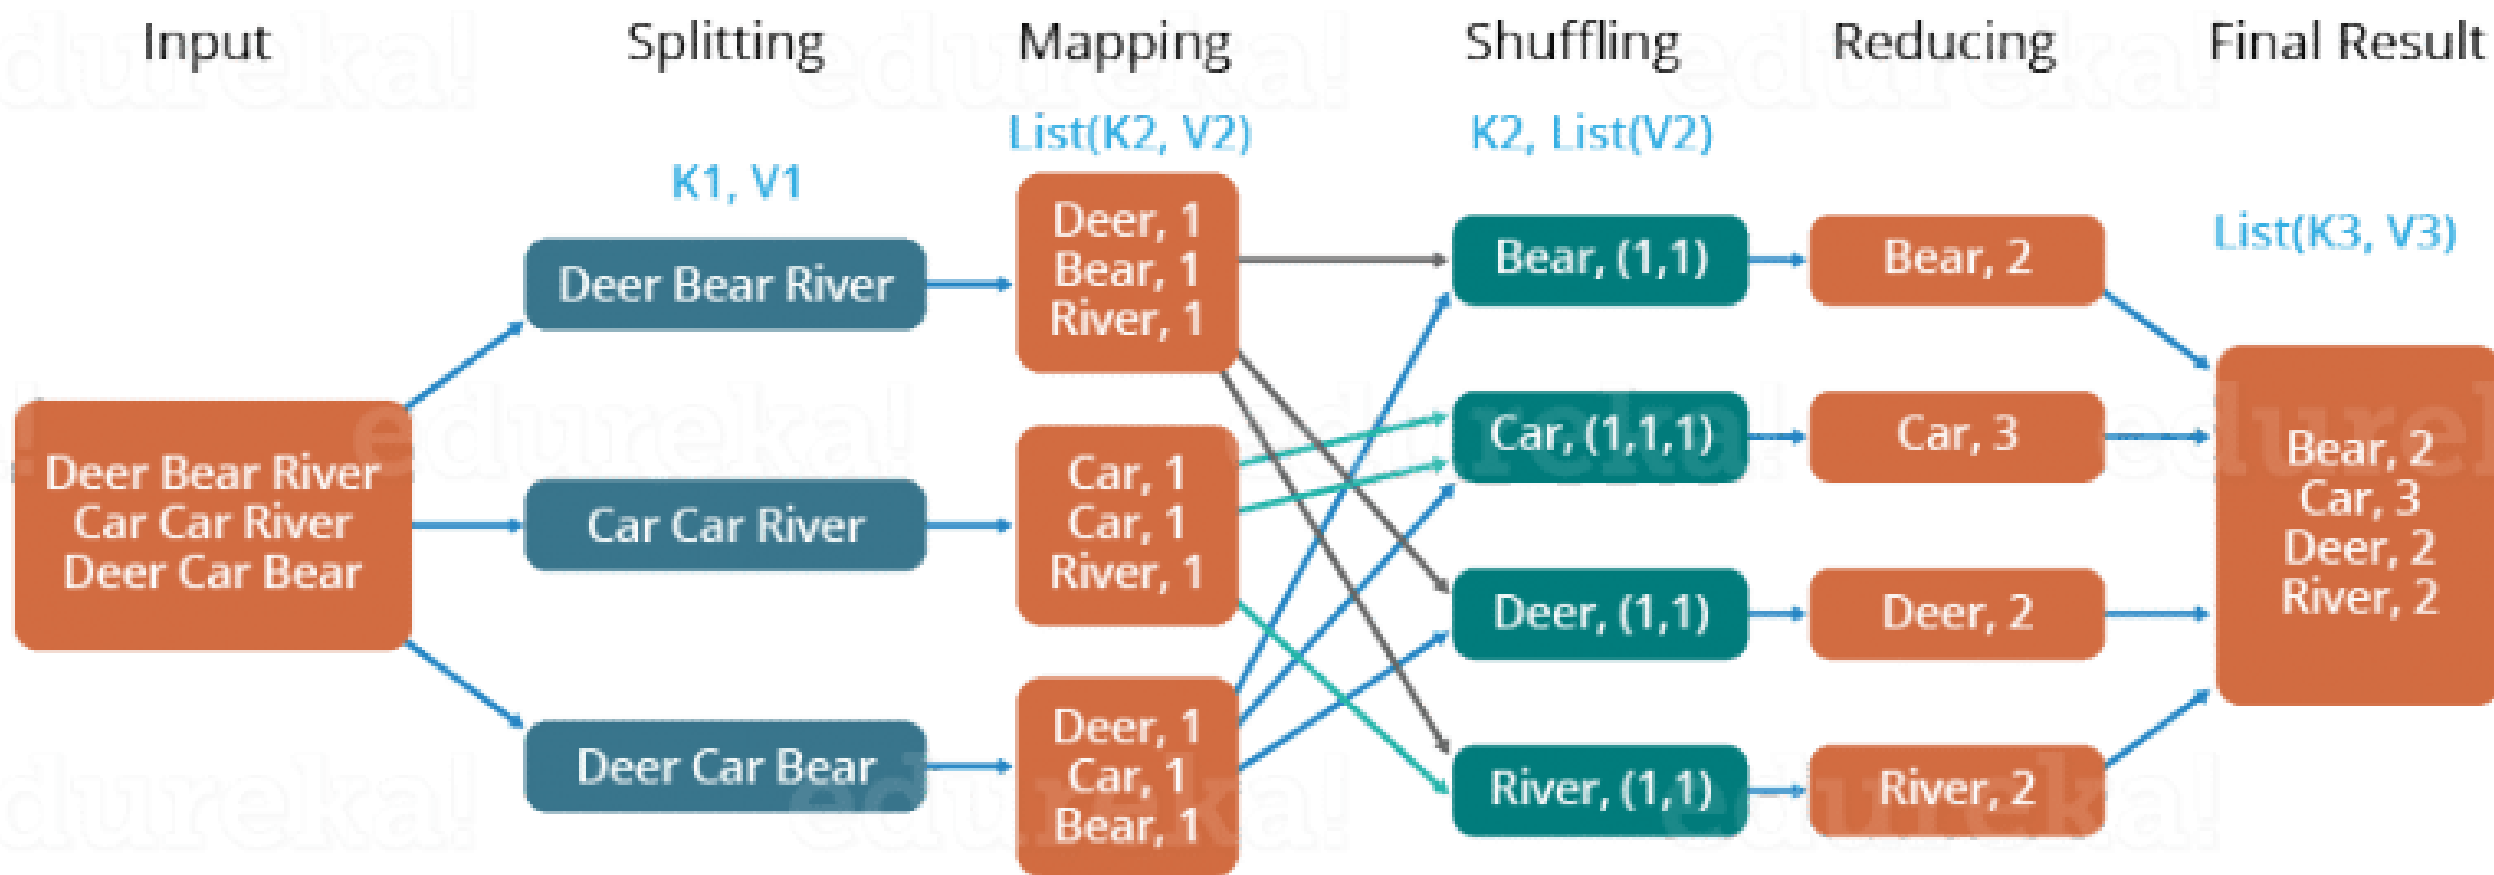 Input
Splitting
Mapping
Shuffling
Reducing
Final Result
K1, V1
List(K2, V2)
K2, List(V2)
List(K3, V3)
Deer Bear River
Car Car River
Deer Car Bear
Deer Bear River
Car Car River
Deer Car Bear
Deer, 1
Bear, 1
River, 1
Car, 1
Car, 1
River, 1
Deer, 1
Car, 1
Bear, 1
Bear, (1,1)
Car, (1,1,1)
Deer, (1,1)
River, (1,1)
Bear, 2
Car, 3
Deer, 2
River, 2
Bear, 2
Car, 3
Deer, 2
River, 2
edureka!